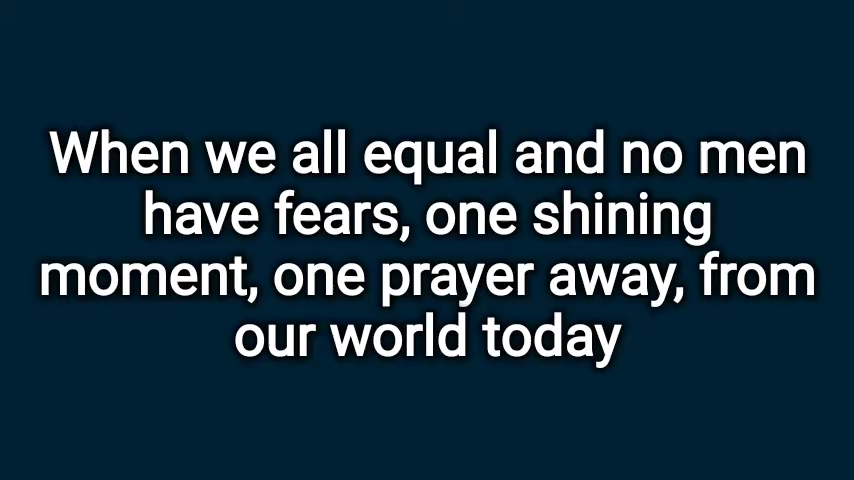 When we all equal and no men
have fears, one shining
moment, one prayer away, from
our world today